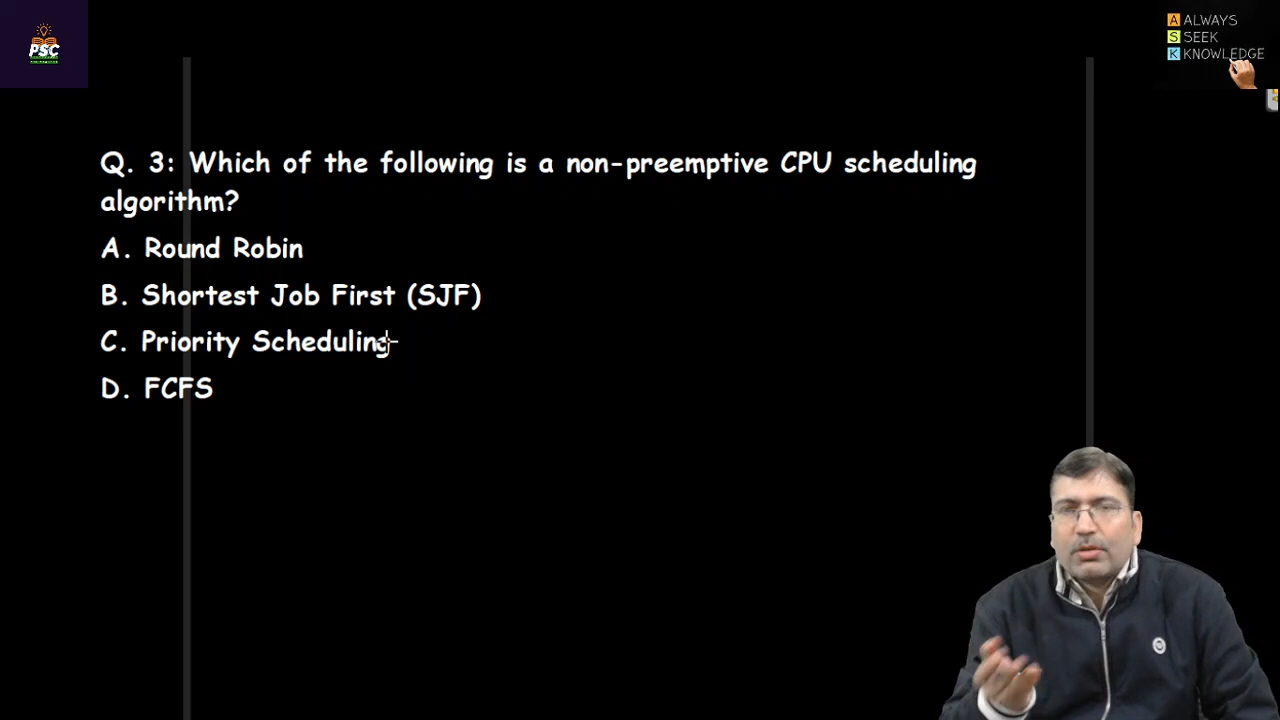 PSC
ALWAYS
SEEK
KNOWLEDGE
Q. 3: Which of the following is a non-preemptive CPU scheduling
algorithm?
A. Round Robin
B. Shortest Job First (SJF)
C. Priority Scheduling
D. FCFS